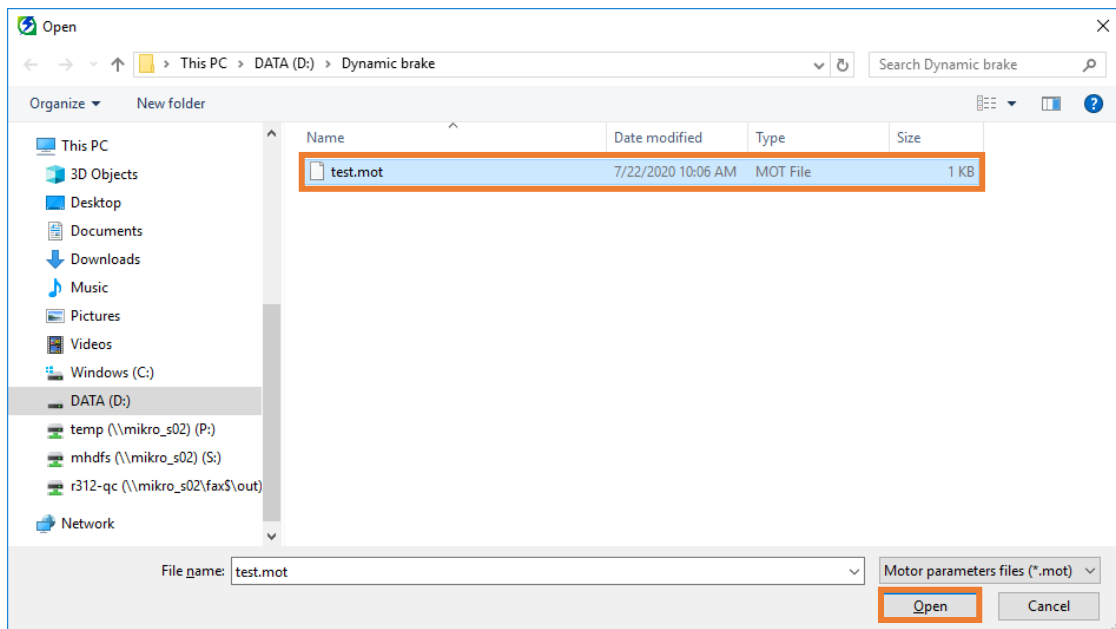 Open
This PC > DATA (D:) > Dynamic brake
Search Dynamic brake
Organize
New folder
?
This PC
3D Objects
Desktop
Documents
Downloads
Music
Pictures
Videos
Windows (C:)
DATA (D:)
temp (\\mikro_s02) (P:)
mhdfs (\\mikro_s02) (S:)
r312-qc (\\mikro_s02\fax$\out)
Network
Name Date modified Type Size
test.mot 7/22/2020 10:06 AM MOT File 1 KB
File name: test.mot
Motor parameters files (*.mot)
Open Cancel